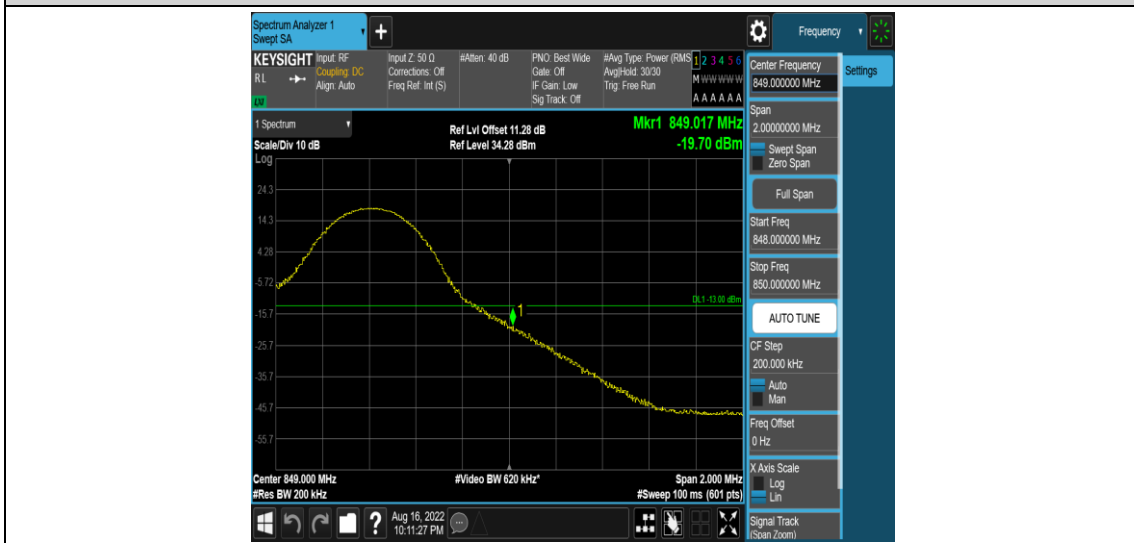 Spectrum Analyzer 1
Swept SA
Frequency
KEYSIGHT
RL
Input: RF
Coupling: DC
Align: Auto
Input Z: 50 Ω
Corrections: Off
Freq Ref: Int (S)
#Atten: 40 dB
PNO: Best Wide
Gate: Off
IF Gain: Low
Sig Track: Off
#Avg Type: Power (RMS
Avg|Hold: 30/30
Trig: Free Run
1 2 3 4 5 6
M W W W W W
A A A A A A
1 Spectrum
Scale/Div 10 dB
Log
Ref Lvl Offset 11.28 dB
Ref Level 34.28 dBm
Mkr1 849.017 MHz
-19.70 dBm
24.3
14.3
4.28
-5.72
-15.7
-25.7
-35.7
-45.7
-55.7
DL1 -13.00 dBm
1
Center 849.000 MHz
#Res BW 200 kHz
#Video BW 620 kHz*
Span 2.000 MHz
#Sweep 100 ms (601 pts)
Center Frequency
849.000000 MHz
Settings
Span
2.00000000 MHz
Swept Span
Zero Span
Full Span
Start Freq
848.000000 MHz
Stop Freq
850.000000 MHz
AUTO TUNE
CF Step
200.000 kHz
Auto
Man
Freq Offset
0 Hz
X Axis Scale
Log
Lin
Signal Track
(Span Zoom)
?
Aug 16, 2022
10:11:27 PM